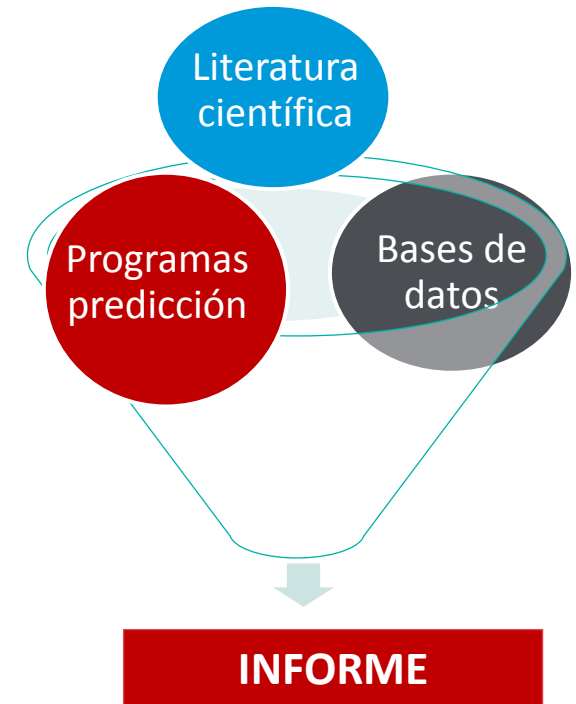 Literatura
científica
Programas
predicción
Bases de
datos
INFORME